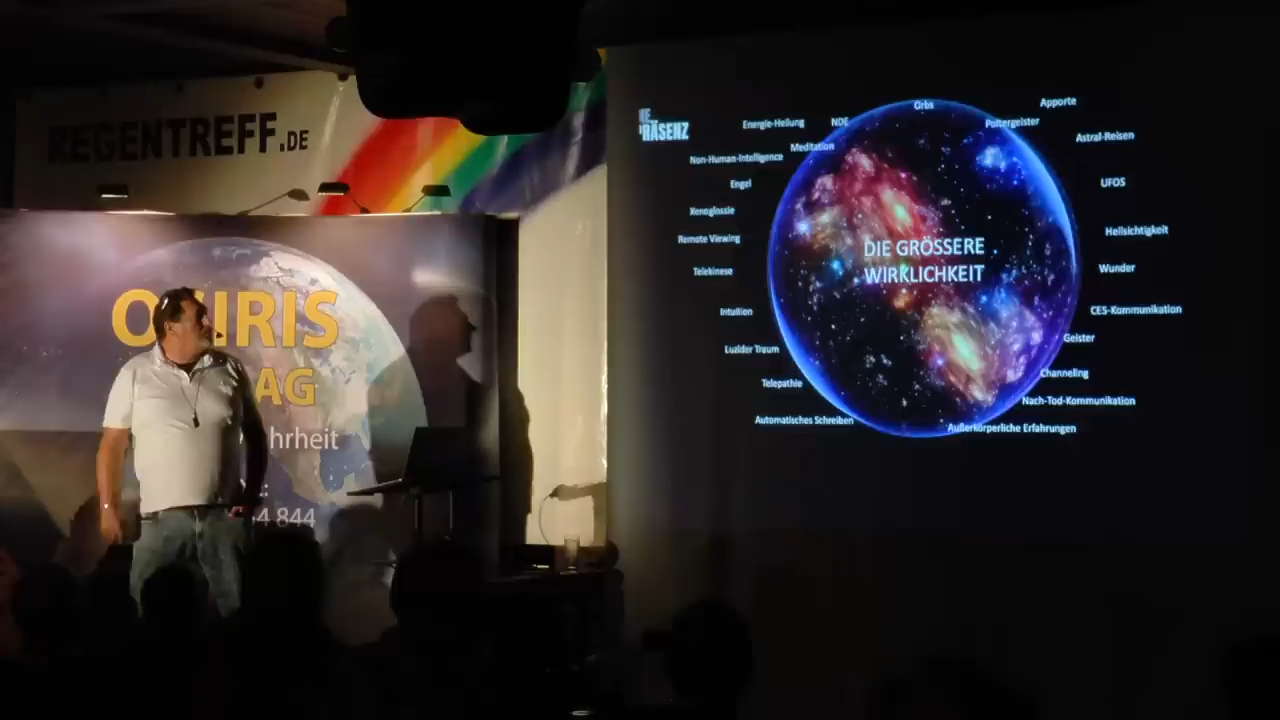 REGENTREFF.DE
OSIRIS
AG
hrheit
4 844
IE
RÄSENZ
Orbs
Apporte
Energie-Heilung
NDE
Poltergeister
Astral-Reisen
Meditation
Non-Human-Intelligence
Engel
UFOS
Xenoglossie
Hellsichtigkeit
Remote Viewing
DIE GRÖSSERE
WIRKLICHKEIT
Telekinese
Wunder
Intuition
CES-Kommunikation
Luzider Traum
Geister
Telepathie
Channeling
Nach-Tod-Kommunikation
Automatisches Schreiben
Außerkörperliche Erfahrungen